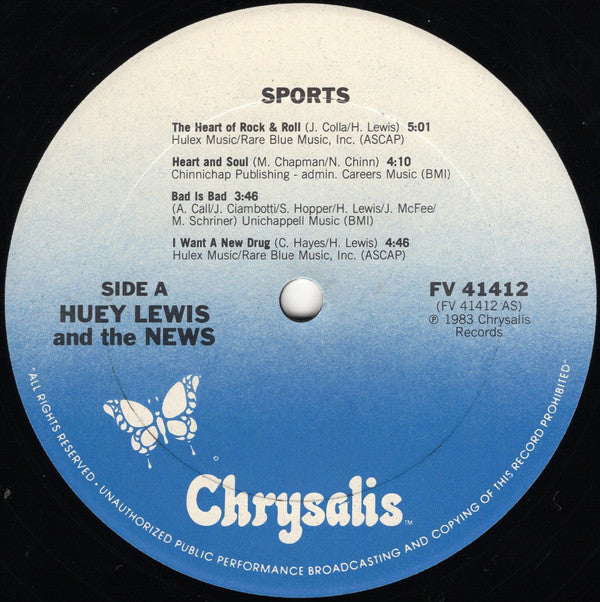 SPORTS
The Heart of Rock & Roll (J. Colla/H. Lewis) 5:01
Hulex Music/Rare Blue Music, Inc. (ASCAP)
Heart and Soul (M. Chapman/N. Chinn) 4:10
Chinnichap Publishing - admin. Careers Music (BMI)
Bad Is Bad 3:46
(A. Call/J. Ciambotti/S. Hopper/H. Lewis/J. McFee/
M. Schriner) Unichappell Music (BMI)
I Want A New Drug (C. Hayes/H. Lewis) 4:46
Hulex Music/Rare Blue Music, Inc. (ASCAP)
SIDE A
HUEY LEWIS
and the NEWS
FV 41412
(FV 41412 AS)
℗ 1983 Chrysalis
Records
Chrysalis™
"ALL RIGHTS RESERVED · UNAUTHORIZED PUBLIC PERFORMANCE BROADCASTING AND COPYING OF THIS RECORD PROHIBITED"